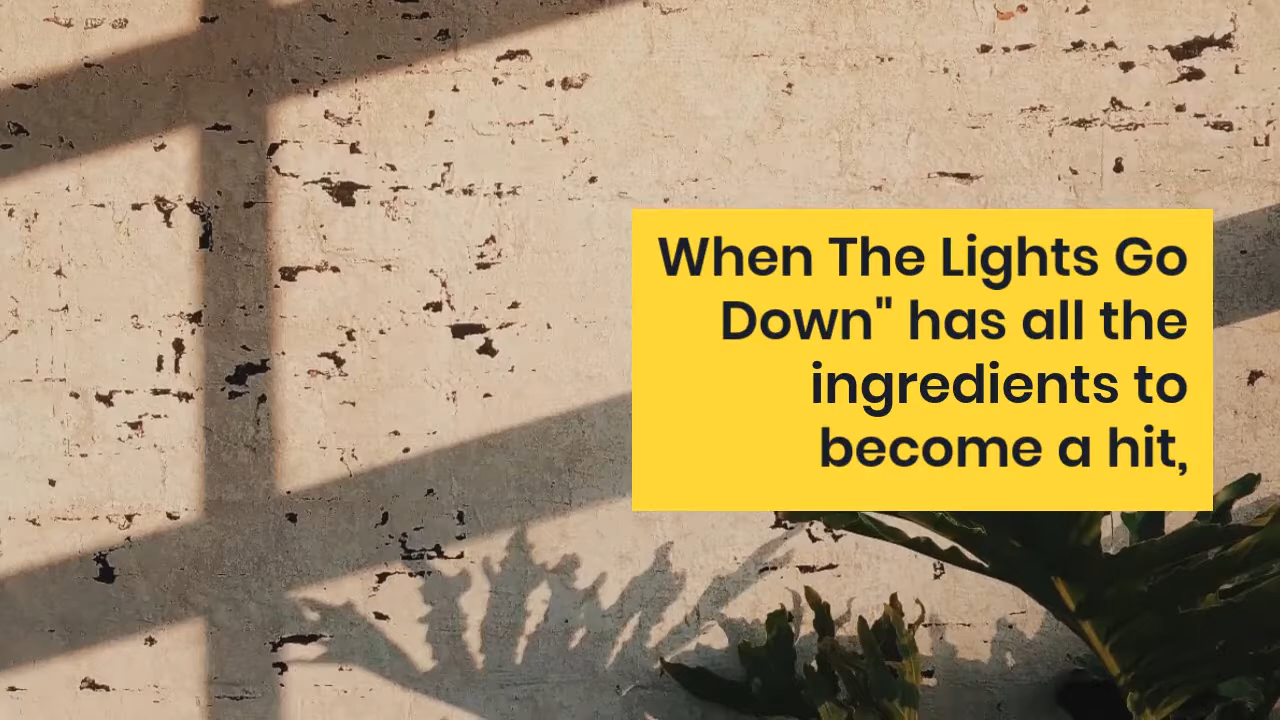 When The Lights Go
Down" has all the
ingredients to
become a hit,